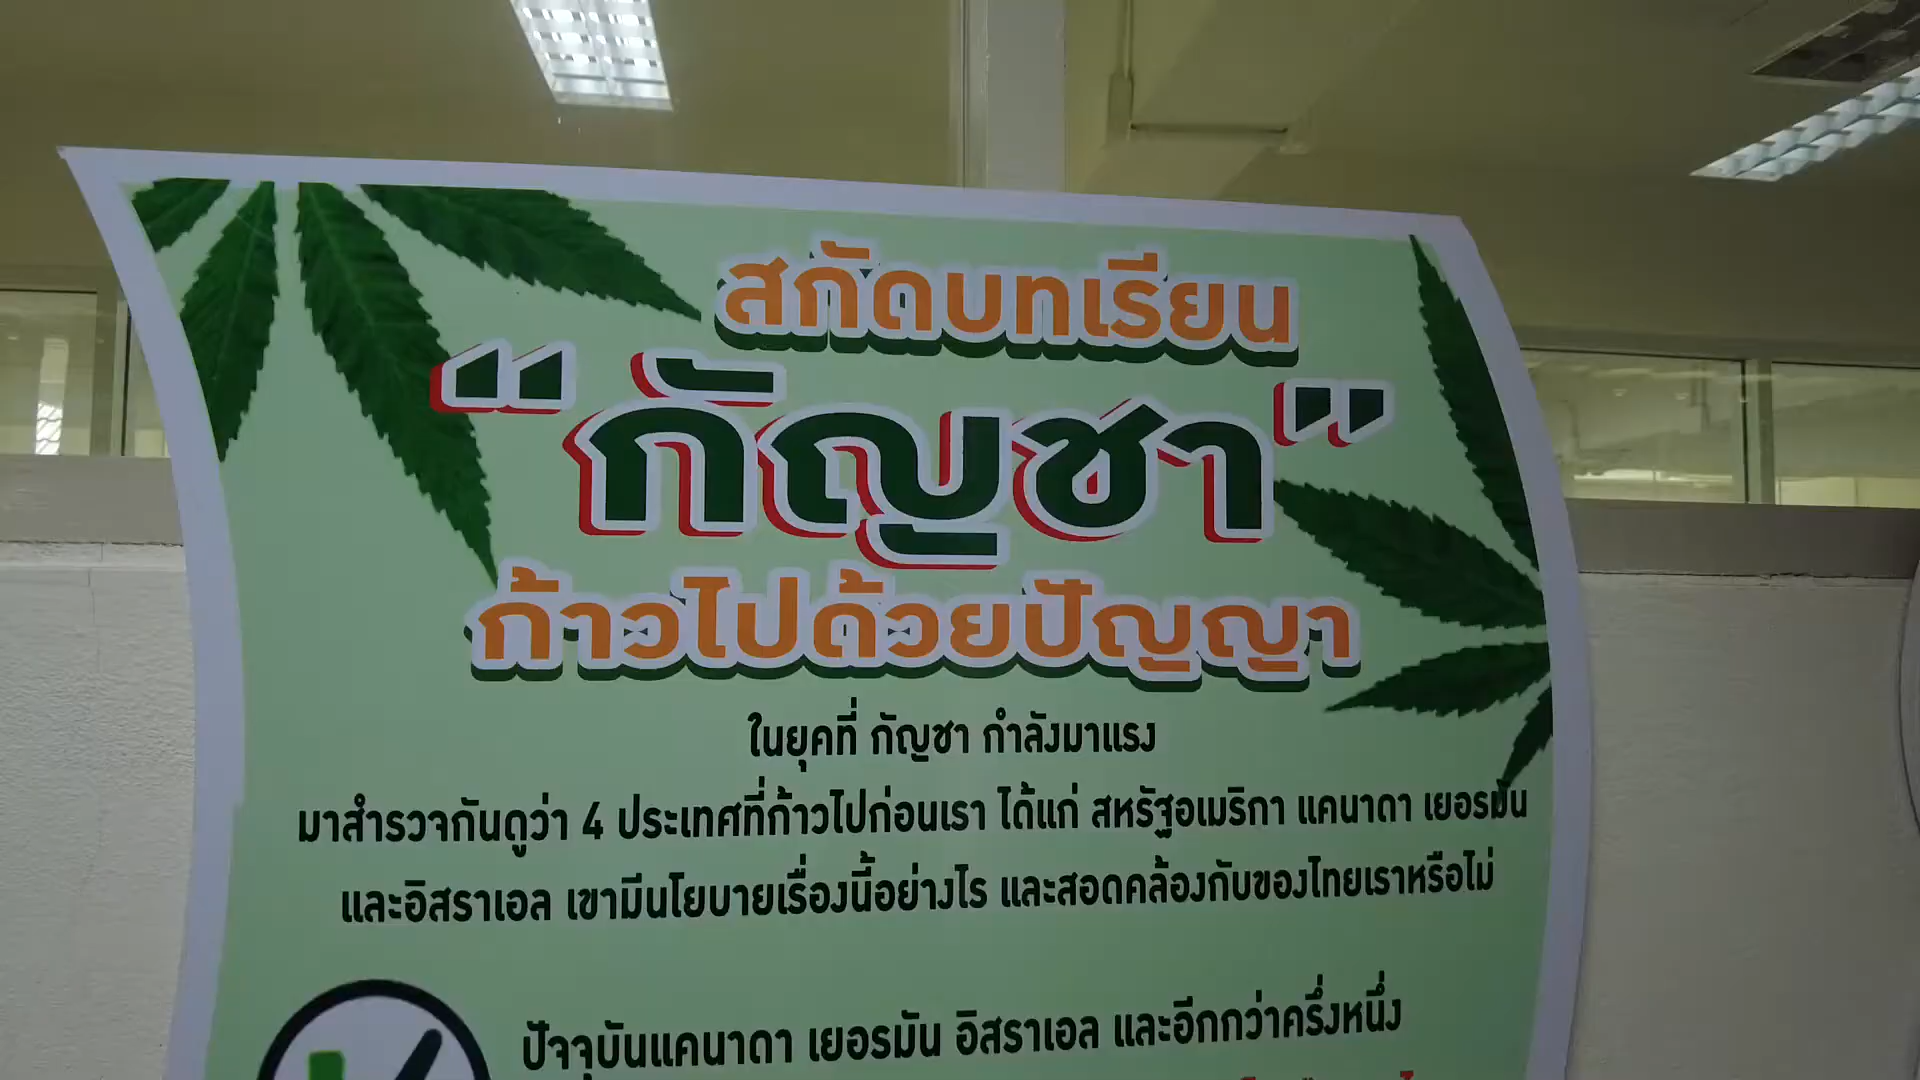 สกัดบทเรียน
“กัญชา”
ก้าวไปด้วยปัญญา
ในยุคที่ กัญชา กำลังมาแรง
มาสำรวจกันดูว่า 4 ประเทศที่ก้าวไปก่อนเรา ได้แก่ สหรัฐอเมริกา แคนาดา เยอรมัน
และอิสราเอล เขามีนโยบายเรื่องนี้อย่างไร และสอดคล้องกับของไทยเราหรือไม่
ปัจจุบันแคนาดา เยอรมัน อิสราเอล และอีกกว่าครึ่งหนึ่ง